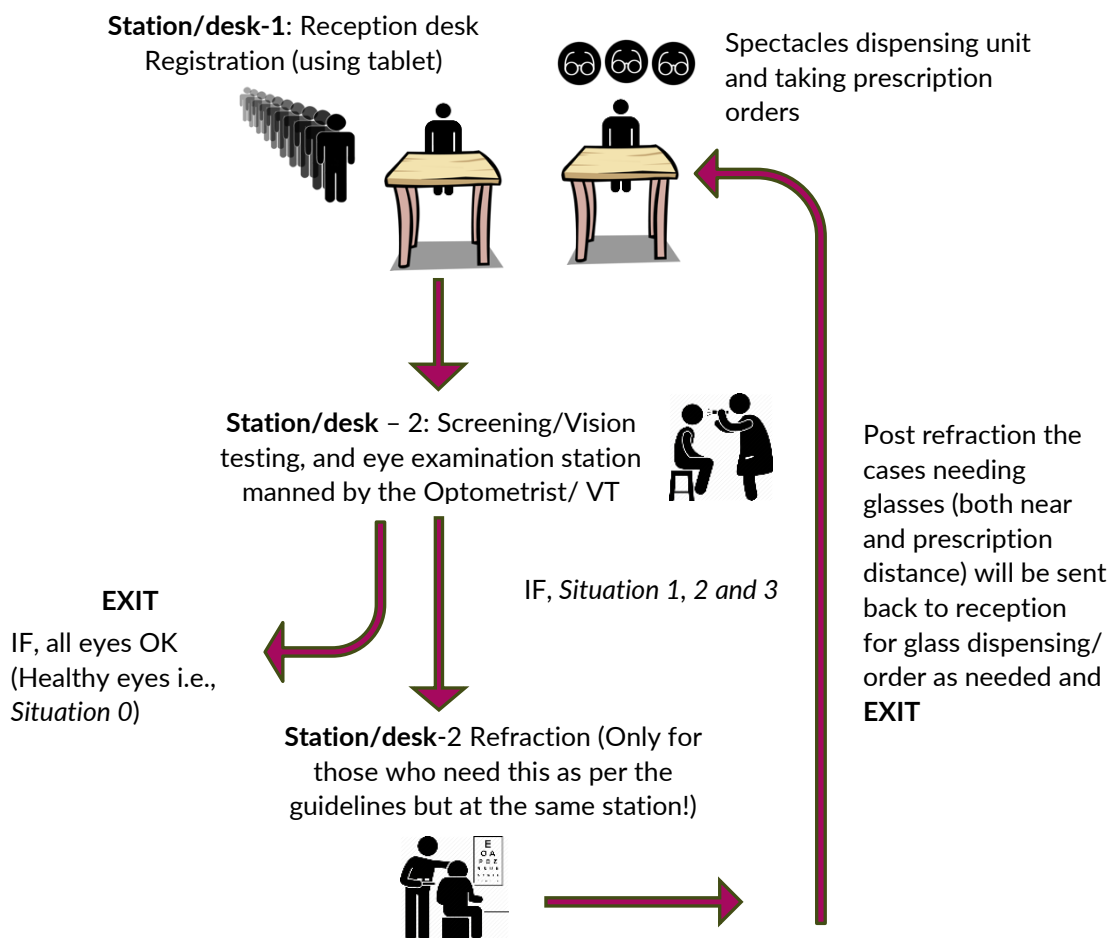 Station/desk-1: Reception desk
Registration (using tablet)
Spectacles dispensing unit
and taking prescription
orders
Station/desk – 2: Screening/Vision
testing, and eye examination station
manned by the Optometrist/ VT
IF, Situation 1, 2 and 3
EXIT
IF, all eyes OK
(Healthy eyes i.e.,
Situation 0)
Station/desk-2 Refraction (Only for
those who need this as per the
guidelines but at the same station!)
Post refraction the
cases needing
glasses (both near
and prescription
distance) will be sent
back to reception
for glass dispensing/
order as needed and
EXIT
E
O A